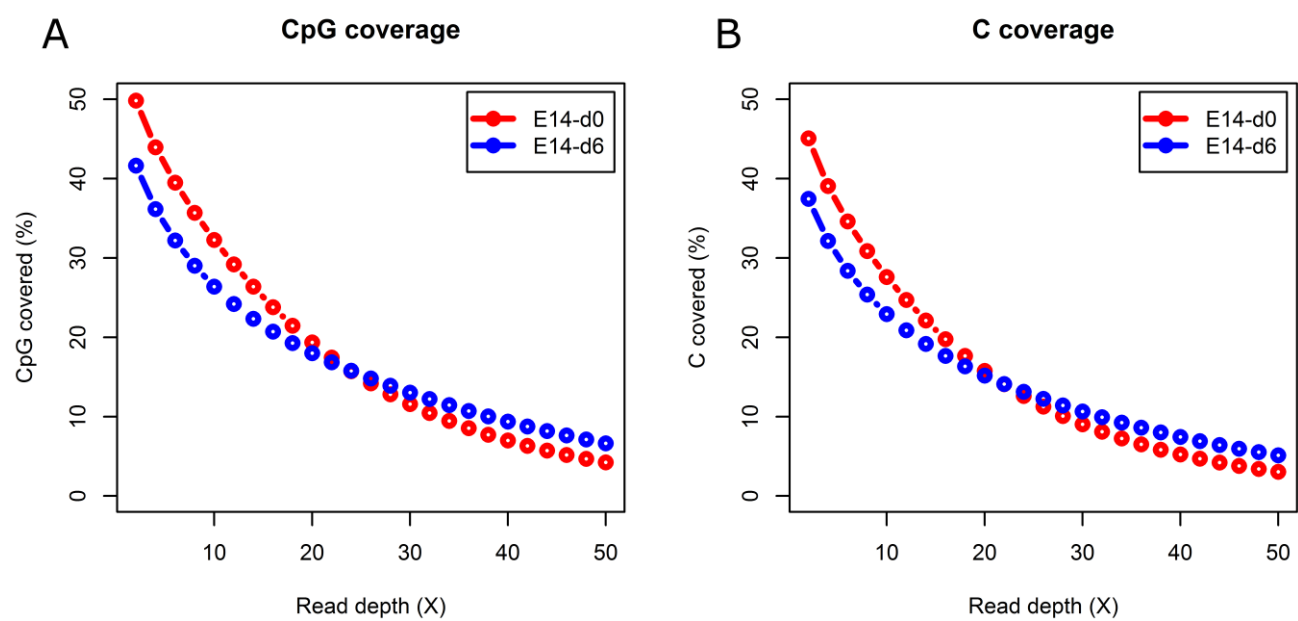 A
CpG coverage
CpG covered (%)
50
40
30
20
10
0
E14-d0
E14-d6
10 20 30 40 50
Read depth (X)
B
C coverage
C covered (%)
50
40
30
20
10
0
E14-d0
E14-d6
10 20 30 40 50
Read depth (X)